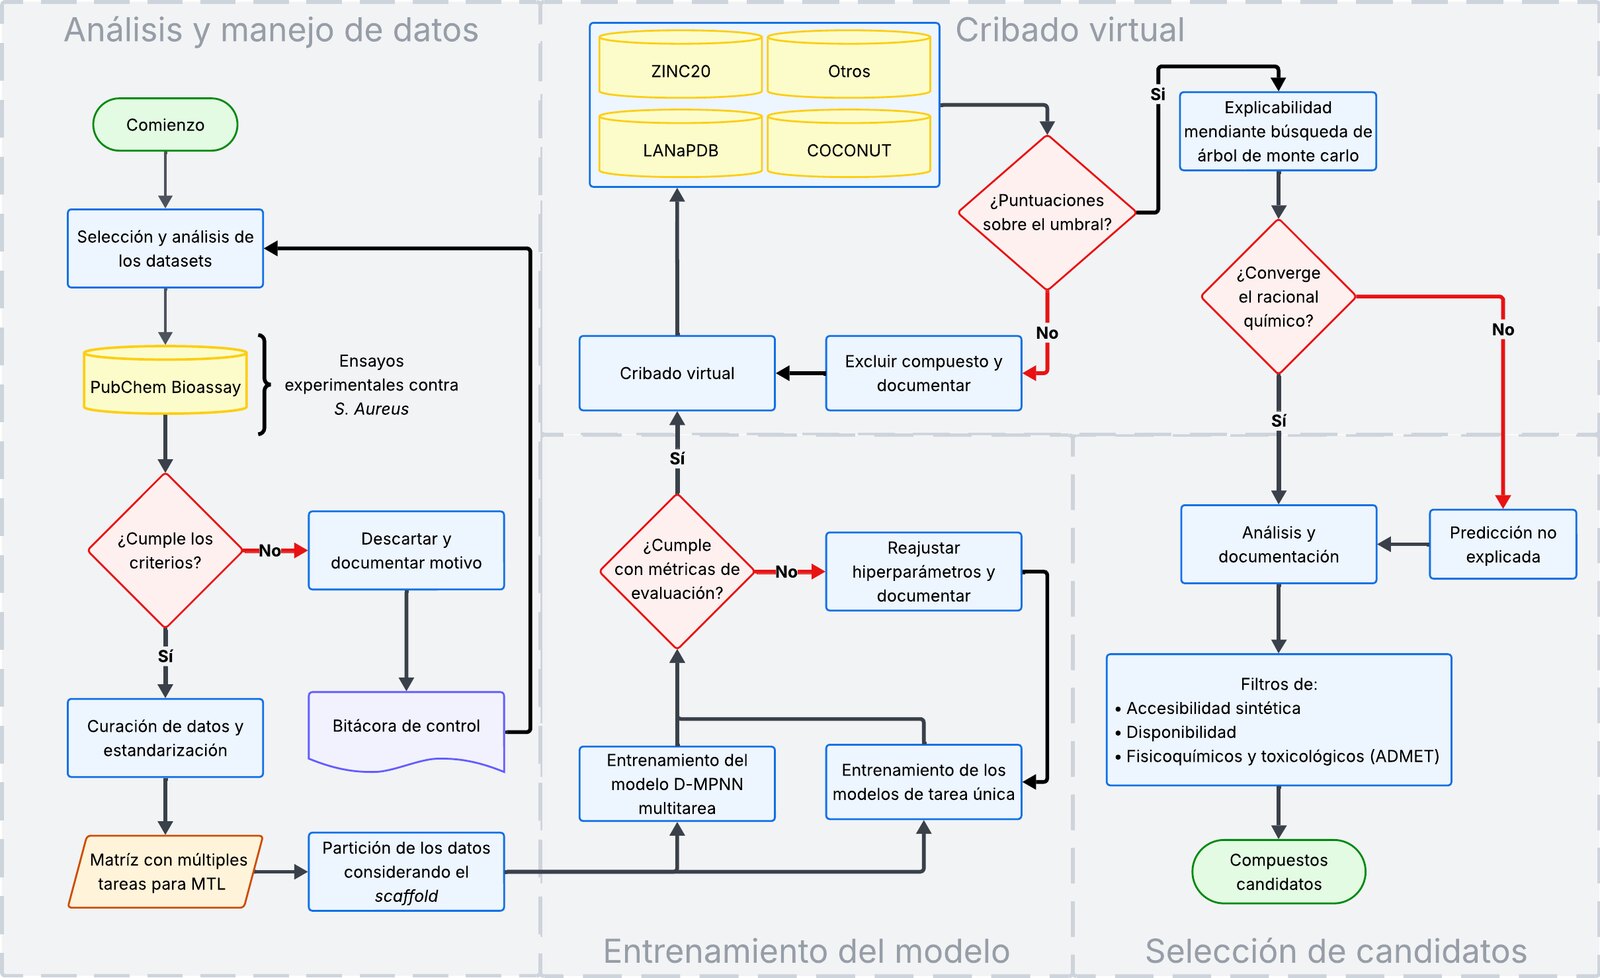 Análisis y manejo de datos
Comienzo
Selección y análisis de
los datasets
PubChem Bioassay
Ensayos
experimentales contra
S. Aureus
¿Cumple los
criterios?
No
Descartar y
documentar motivo
Bitácora de control
Sí
Curación de datos y
estandarización
Matríz con múltiples
tareas para MTL
Partición de los datos
considerando el
scaffold
Entrenamiento del modelo
Entrenamiento del
modelo D-MPNN
multitarea
Entrenamiento de los
modelos de tarea única
¿Cumple
con métricas de
evaluación?
No
Reajustar
hiperparámetros y
documentar
Sí
Cribado virtual
Cribado virtual
ZINC20
Otros
LANaPDB
COCONUT
¿Puntuaciones
sobre el umbral?
No
Excluir compuesto y
documentar
Si
Explicabilidad
mendiante búsqueda de
árbol de monte carlo
¿Converge
el racional
químico?
No
Sí
Predicción no
explicada
Análisis y
documentación
Filtros de:
• Accesibilidad sintética
• Disponibilidad
• Fisicoquímicos y toxicológicos (ADMET)
Compuestos
candidatos
Selección de candidatos